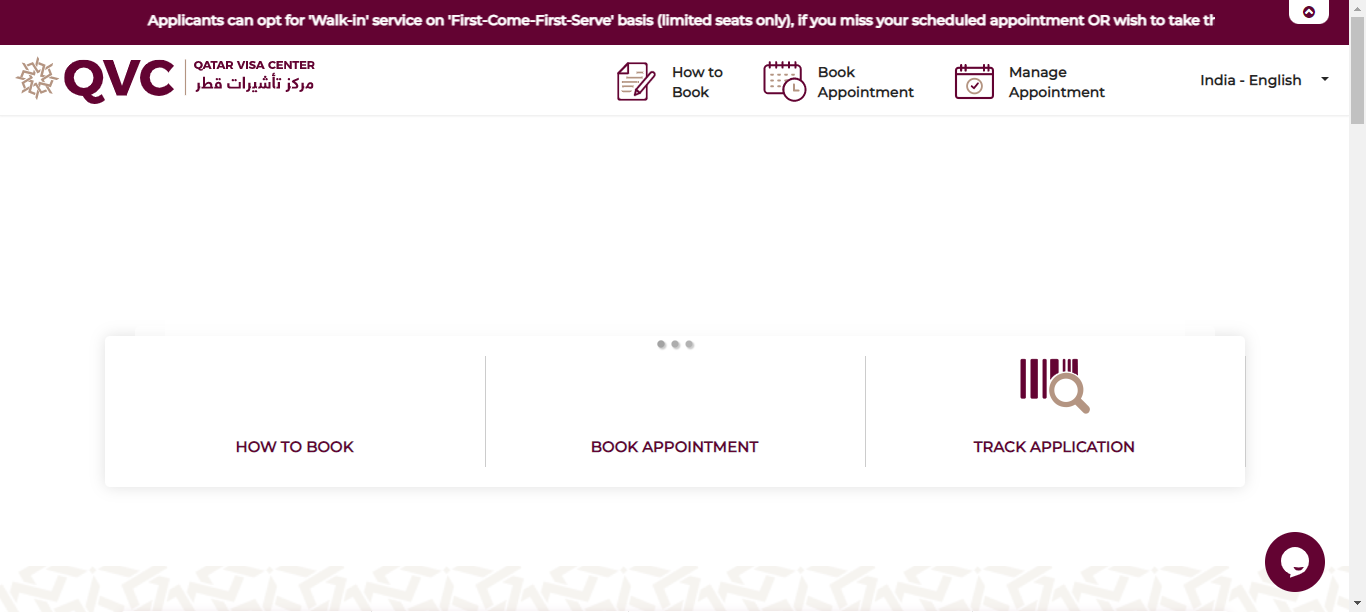 Applicants can opt for 'Walk-in' service on 'First-Come-First-Serve' basis (limited seats only), if you miss your scheduled appointment OR wish to take
QVC
QATAR VISA CENTER
مركز تأشيرات قطر
How to
Book
Book
Appointment
Manage
Appointment
India - English
HOW TO BOOK
BOOK APPOINTMENT
TRACK APPLICATION